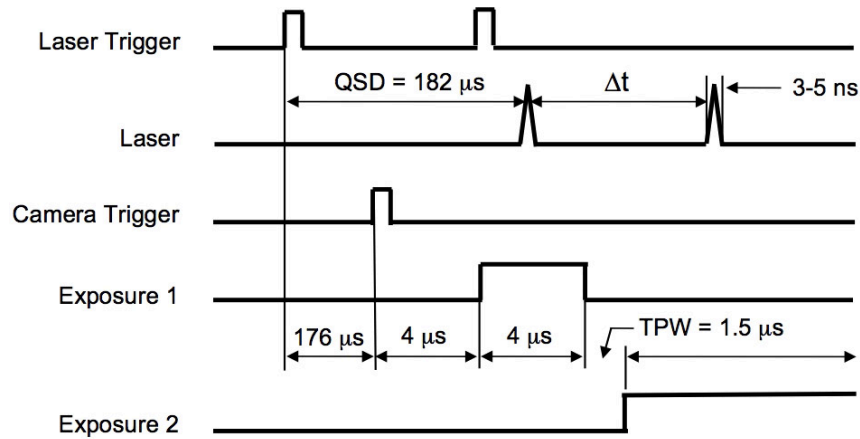 Laser Trigger
QSD = 182 μs
Δt
3-5 ns
Laser
Camera Trigger
Exposure 1
176 μs
4 μs
4 μs
TPW = 1.5 μs
Exposure 2